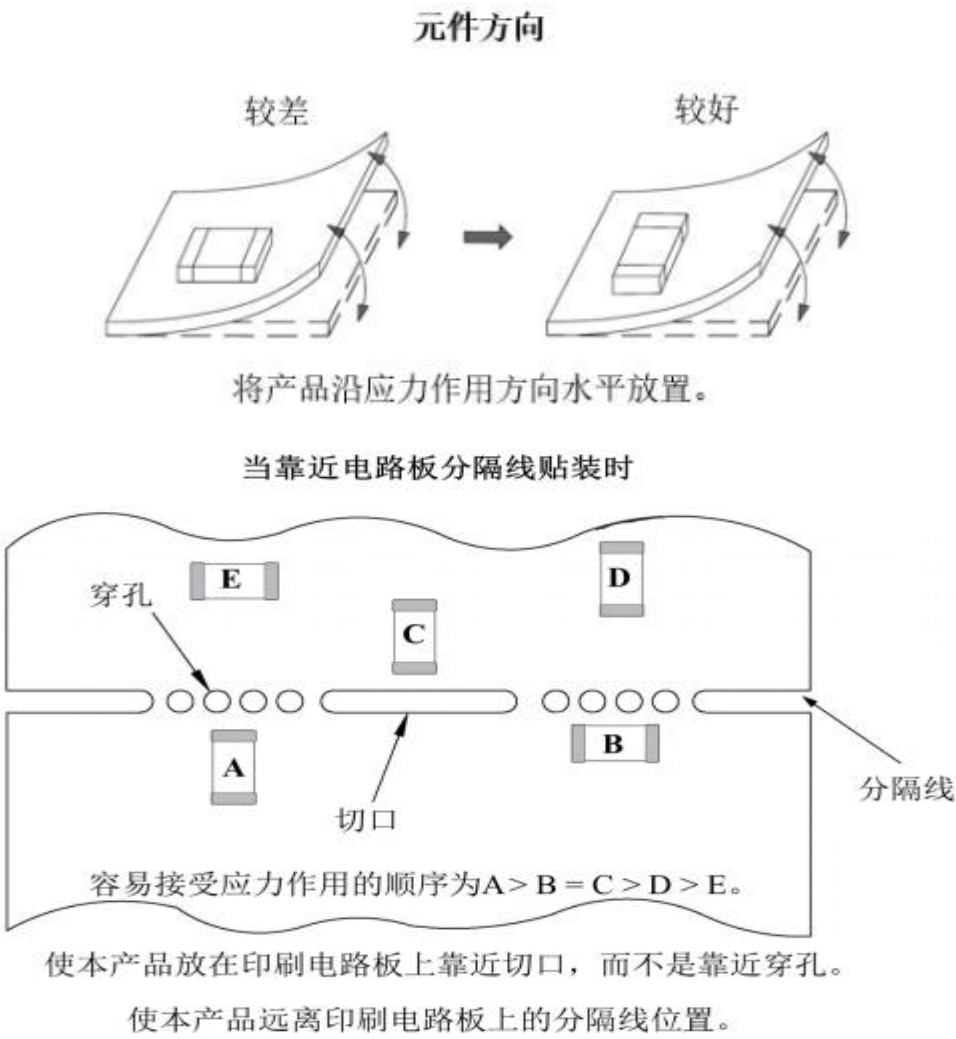 元件方向
较差
较好
将产品沿应力作用方向水平放置。
当靠近电路板分隔线贴装时
E
D
穿孔
C
A
B
分隔线
切口
容易接受应力作用的顺序为A > B = C > D > E。
使本产品放在印刷电路板上靠近切口，而不是靠近穿孔。
使本产品远离印刷电路板上的分隔线位置。